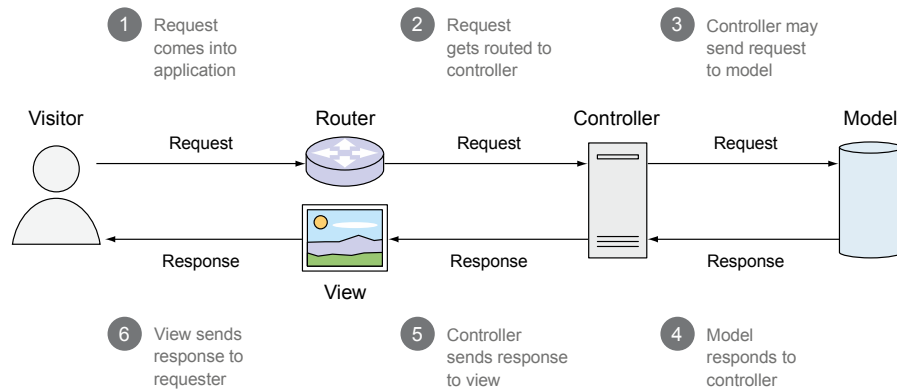 1 Request
comes into
application
2 Request
gets routed to
controller
3 Controller may
send request
to model
Visitor
Router
Controller
Model
Request
Request
Request
Response
Response
Response
View
6 View sends
response to
requester
5 Controller
sends response
to view
4 Model
responds to
controller